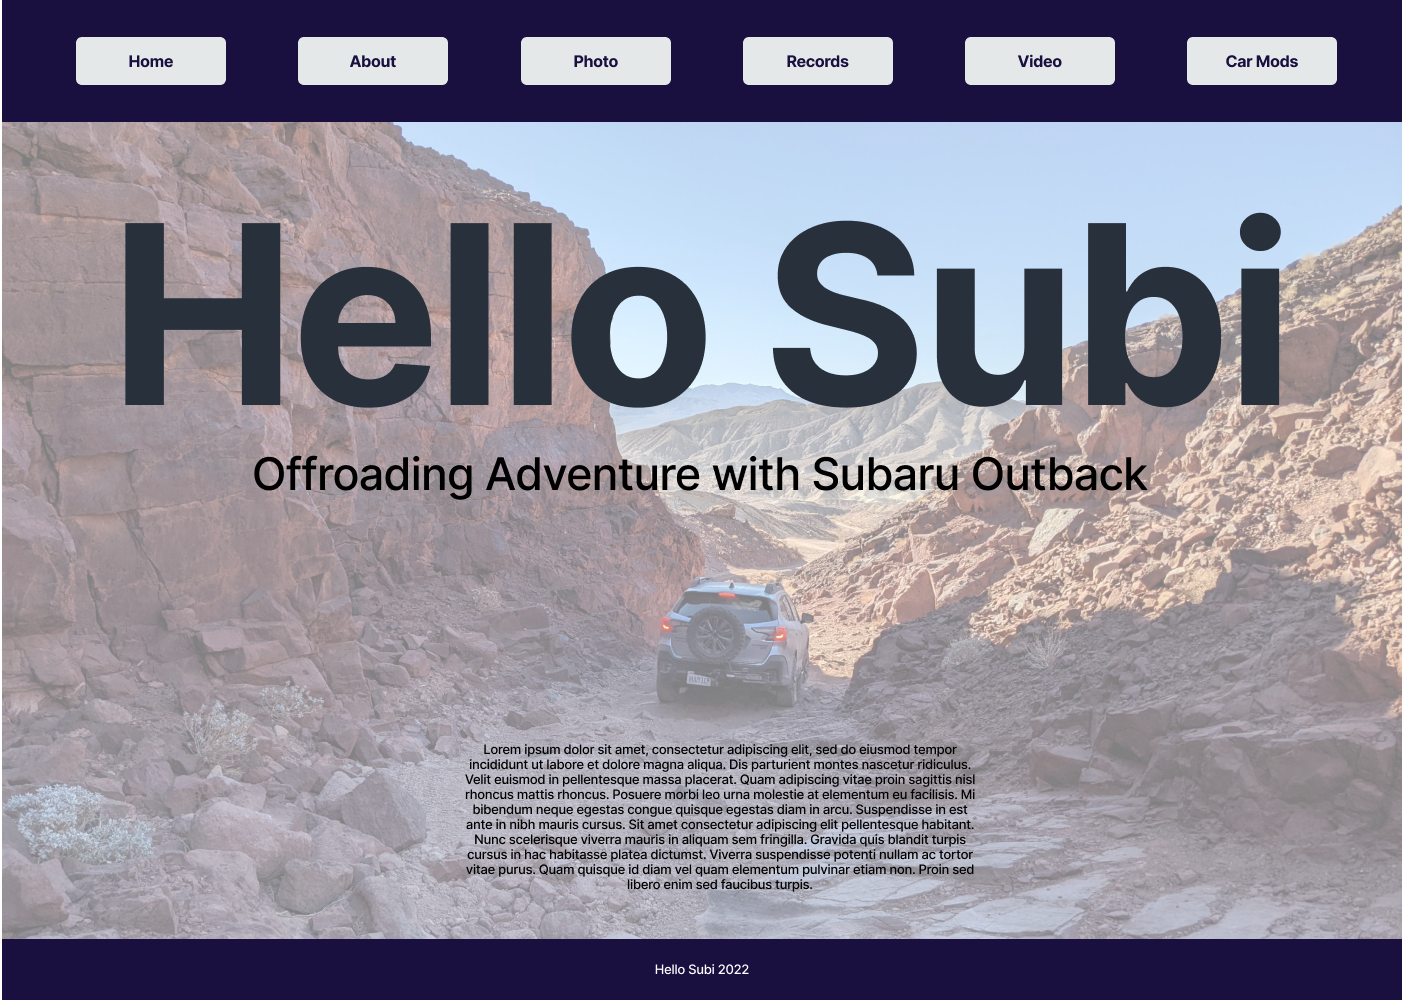 Home
About
Photo
Records
Video
Car Mods
Hello Subi
Offroading Adventure with Subaru Outback
Lorem ipsum dolor sit amet, consectetur adipiscing elit, sed do eiusmod tempor
incididunt ut labore et dolore magna aliqua. Dis parturient montes nascetur ridiculus.
Velit euismod in pellentesque massa placerat. Quam adipiscing vitae proin sagittis nisl
rhoncus mattis rhoncus. Posuere morbi leo urna molestie at elementum eu facilisis. Mi
bibendum neque egestas congue quisque egestas diam in arcu. Suspendisse in est
ante in nibh mauris cursus. Sit amet consectetur adipiscing elit pellentesque habitant.
Nunc scelerisque viverra mauris in aliquam sem fringilla. Gravida quis blandit turpis
cursus in hac habitasse platea dictumst. Viverra suspendisse potenti nullam ac tortor
vitae purus. Quam quisque id diam vel quam elementum pulvinar etiam non. Proin sed
libero enim sed faucibus turpis.
Hello Subi 2022